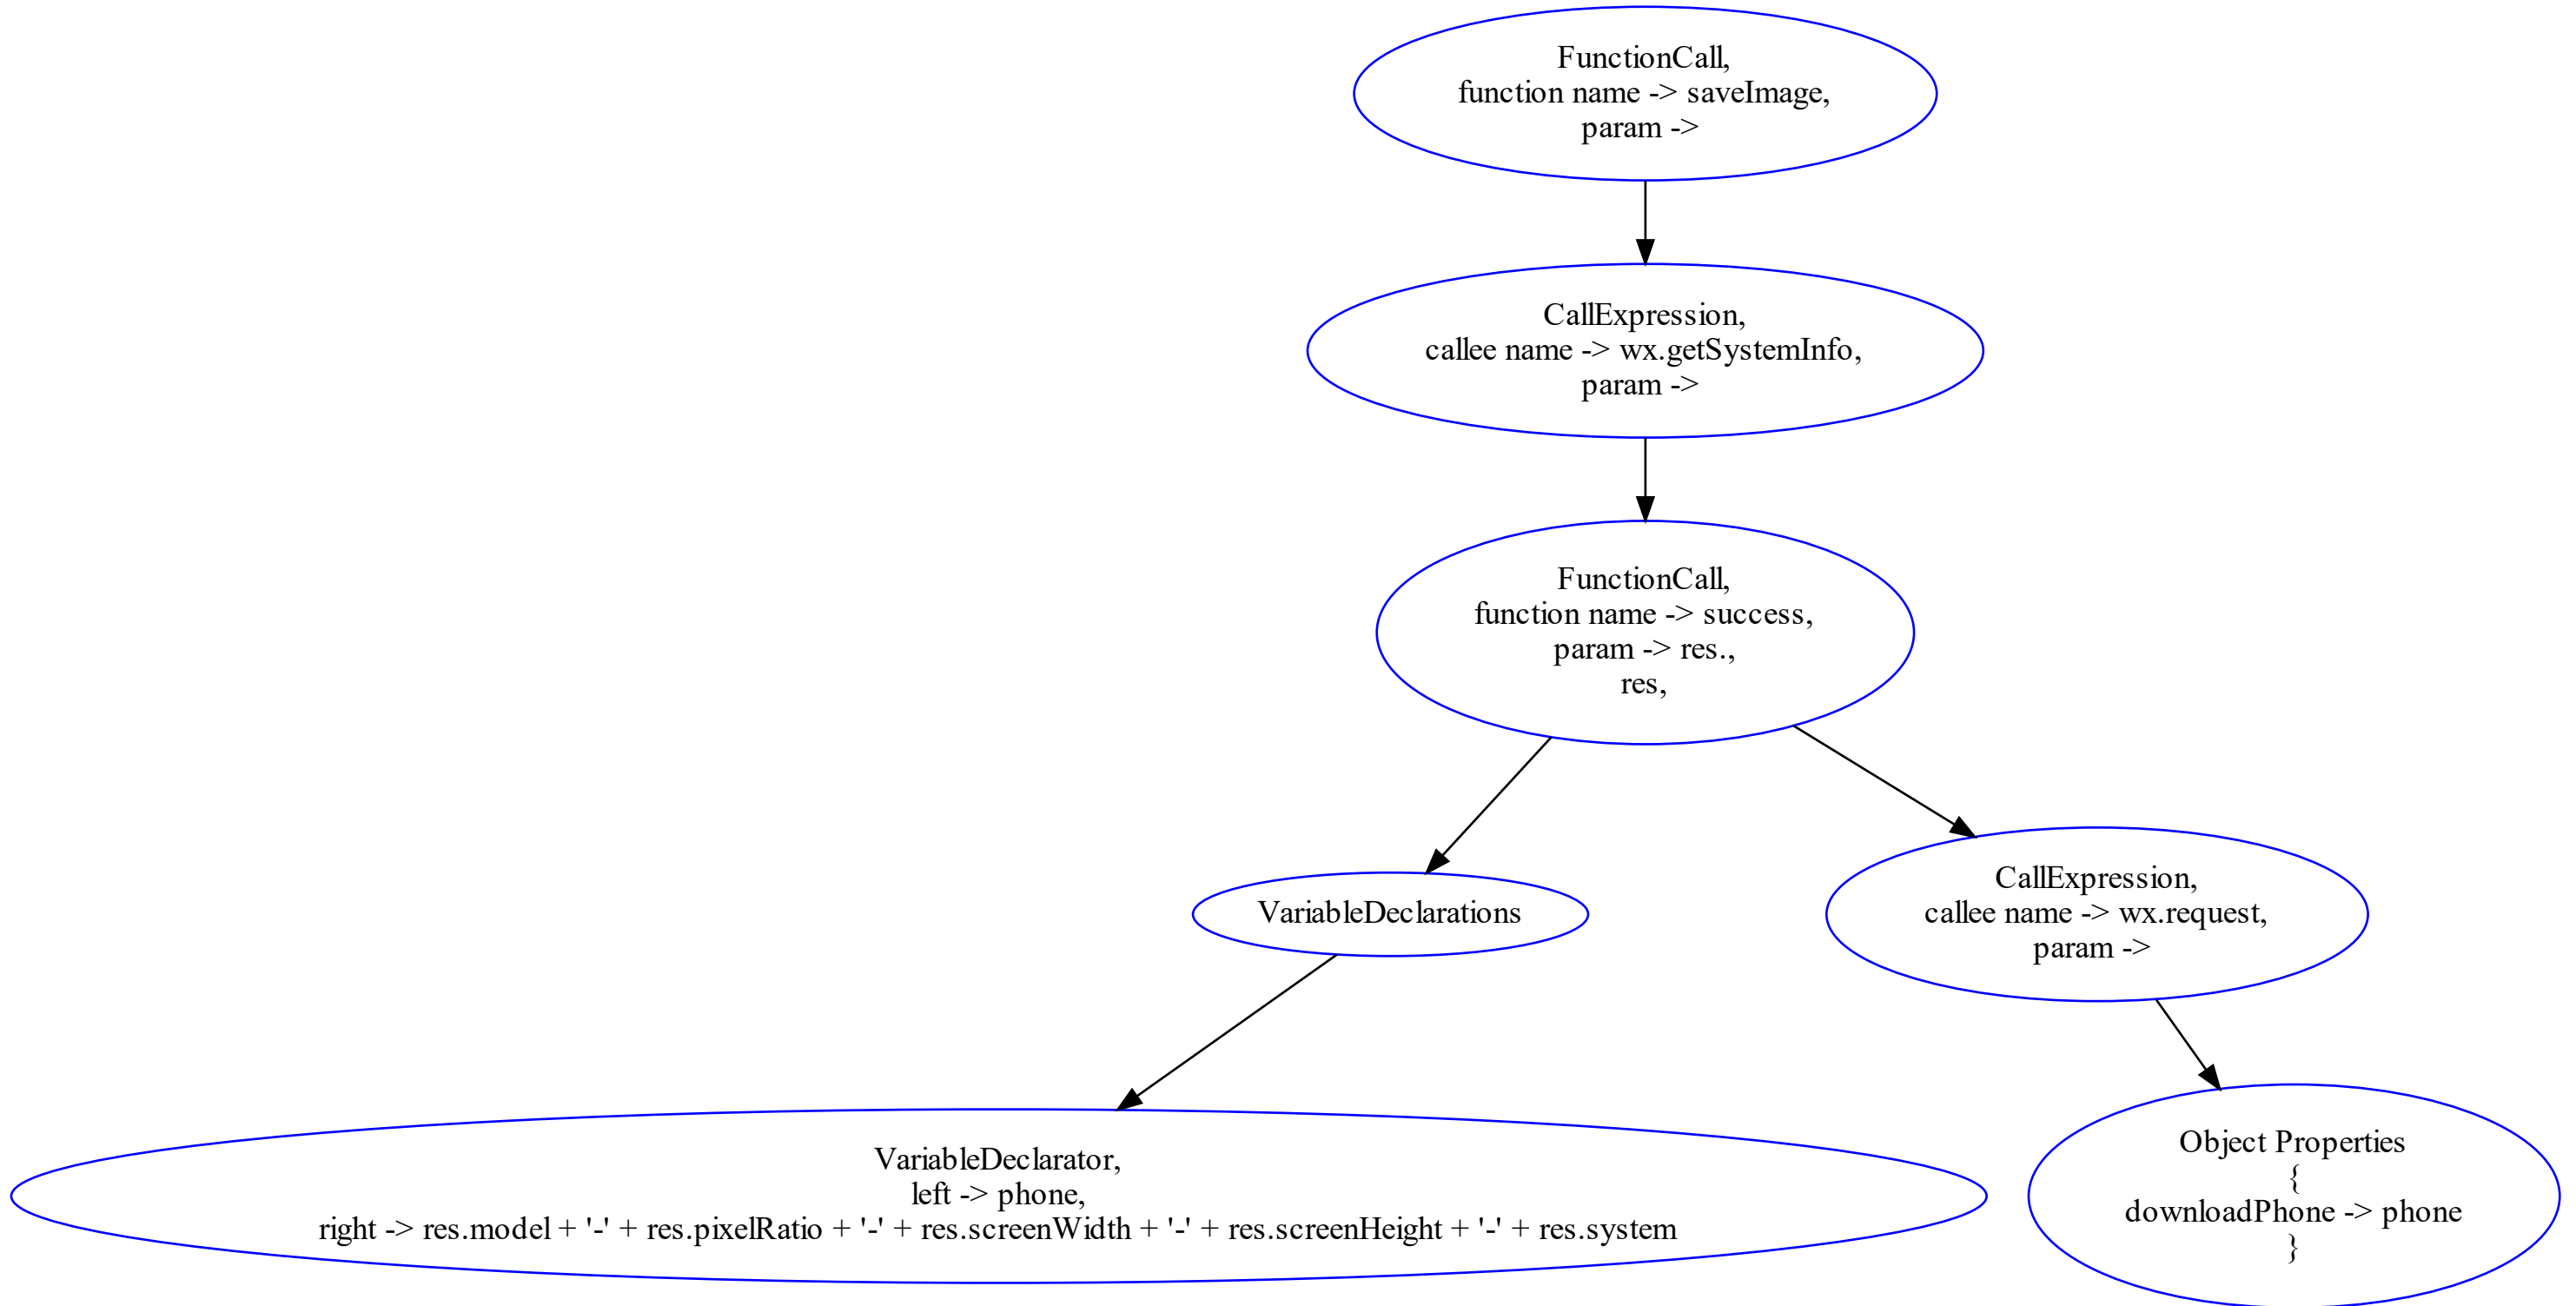 FunctionCall,
function name -> saveImage,
param ->
CallExpression,
callee name -> wx.getSystemInfo,
param ->
FunctionCall,
function name -> success,
param -> res.,
res,
VariableDeclarations
CallExpression,
callee name -> wx.request,
param ->
VariableDeclarator,
left -> phone,
right -> res.model + '-' + res.pixelRatio + '-' + res.screenWidth + '-' + res.screenHeight + '-' + res.system
Object Properties
{
downloadPhone -> phone
}